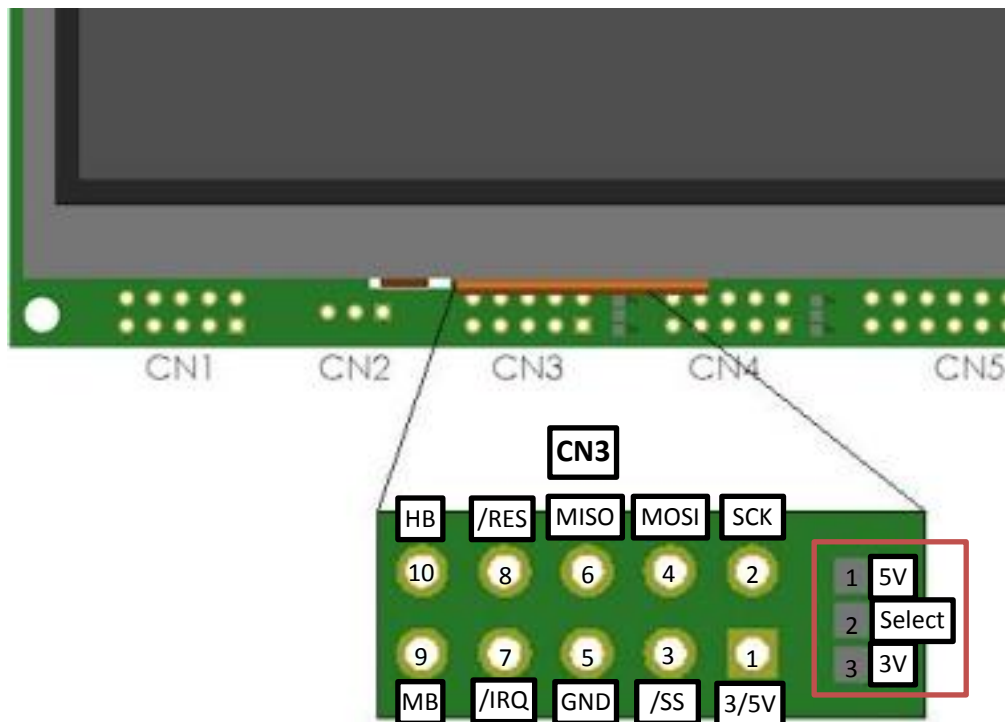 CN1 CN2 CN3 CN4 CN5
CN3
HB /RES MISO MOSI SCK
10 8 6 4 2 1 5V
2 Select
9 7 5 3 1 3 3V
MB /IRQ GND /SS 3/5V